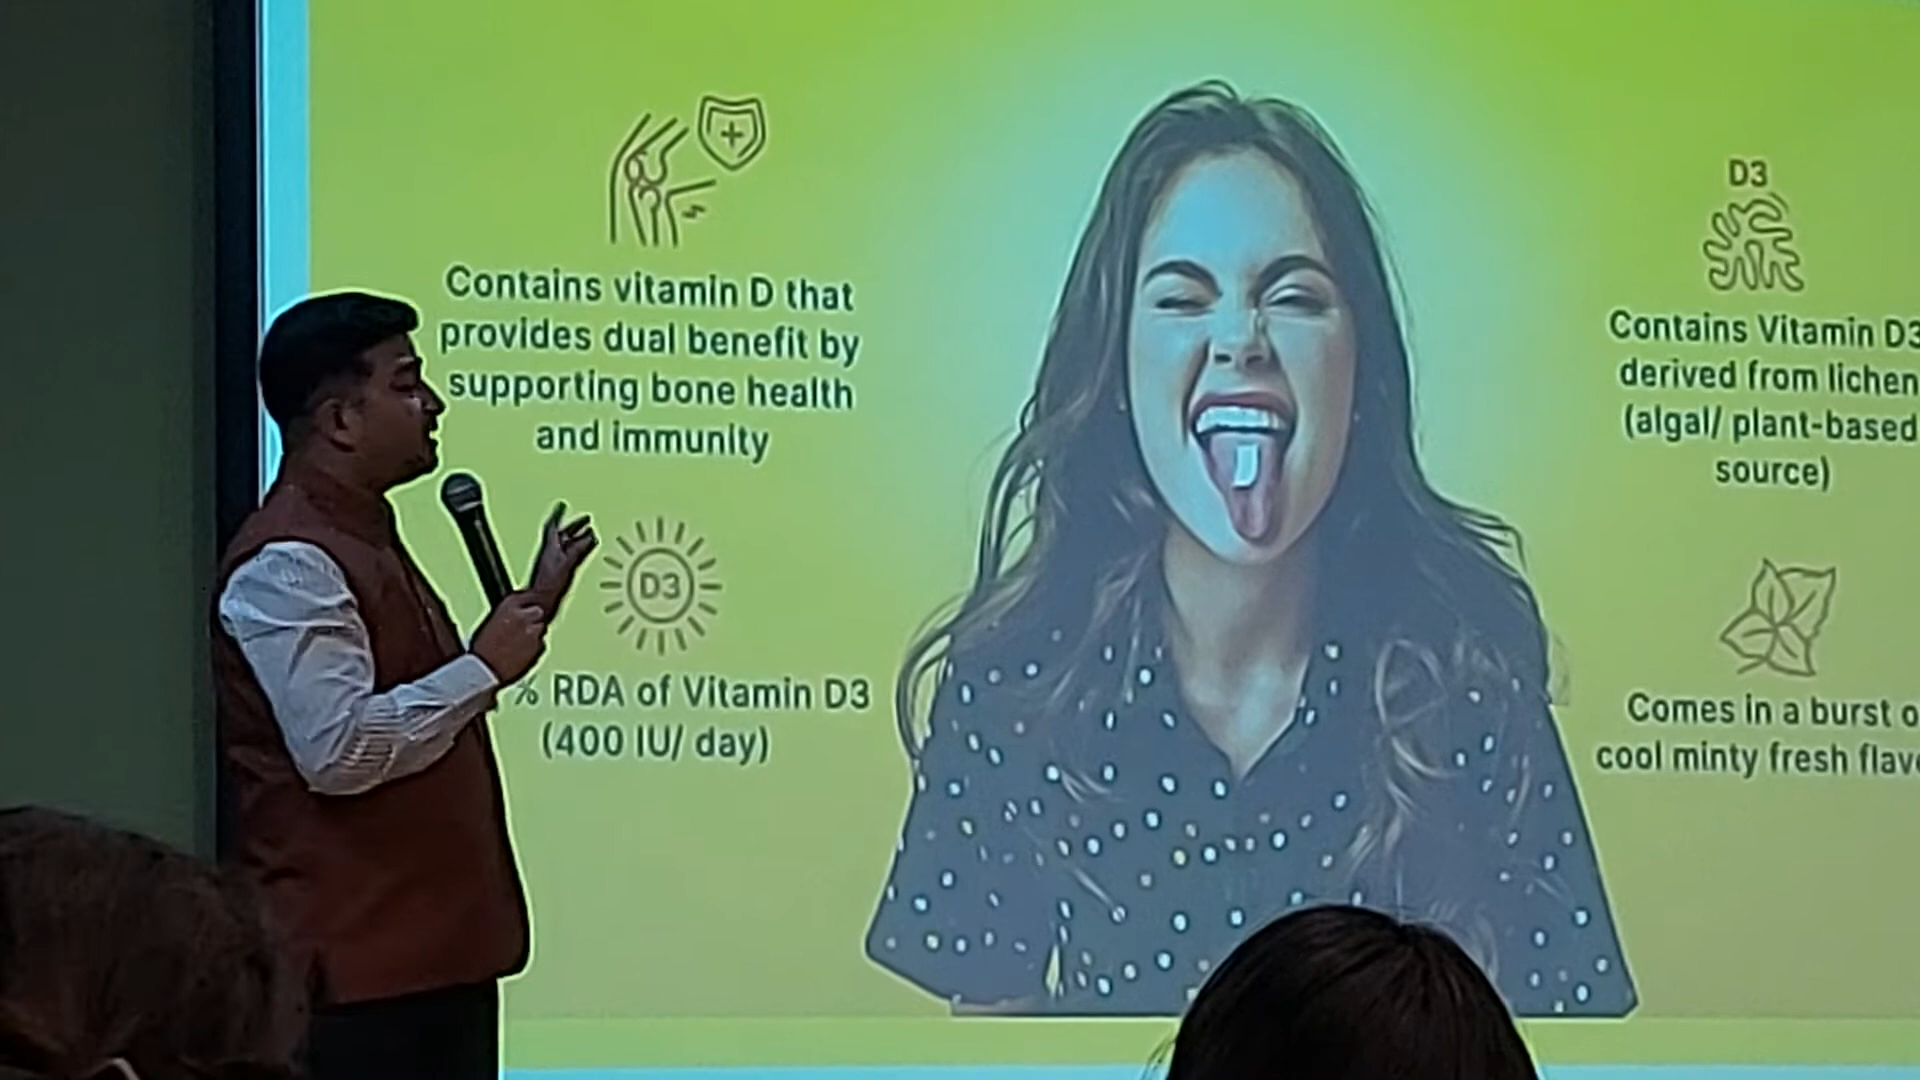 Contains vitamin D that
provides dual benefit by
supporting bone health
and immunity
D3
% RDA of Vitamin D3
(400 IU/ day)
D3
Contains Vitamin D3
derived from lichen
(algal/ plant-based
source)
Comes in a burst
cool minty fresh